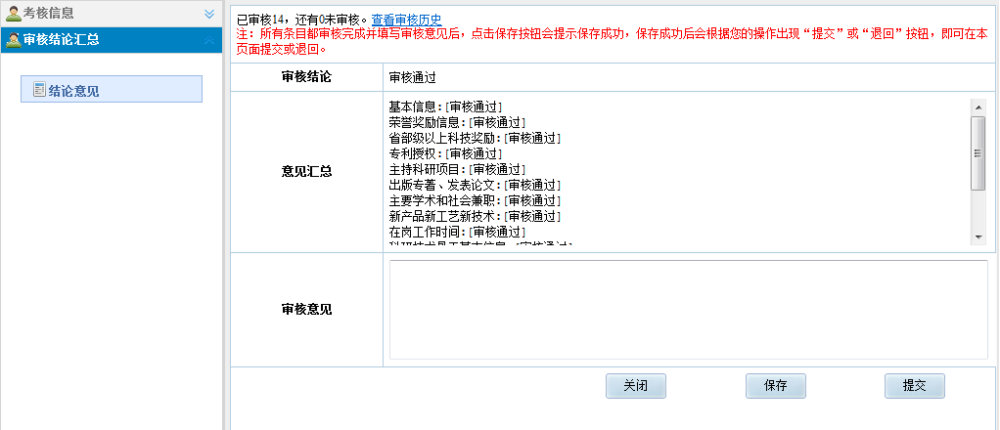 考核信息
审核结论汇总
结论意见
已审核14，还有0未审核。查看审核历史
注：所有条目都审核完成并填写审核意见后，点击保存按钮会提示保存成功，保存成功后会根据您的操作出现“提交”或“退回”按钮，即可在本
页面提交或退回。
审核结论
审核通过
意见汇总
基本信息:[审核通过]
荣誉奖励信息:[审核通过]
省部级以上科技奖励:[审核通过]
专利授权:[审核通过]
主持科研项目:[审核通过]
出版专著、发表论文:[审核通过]
主要学术和社会兼职:[审核通过]
新产品新工艺新技术:[审核通过]
在岗工作时间:[审核通过]
审核意见
关闭
保存
提交